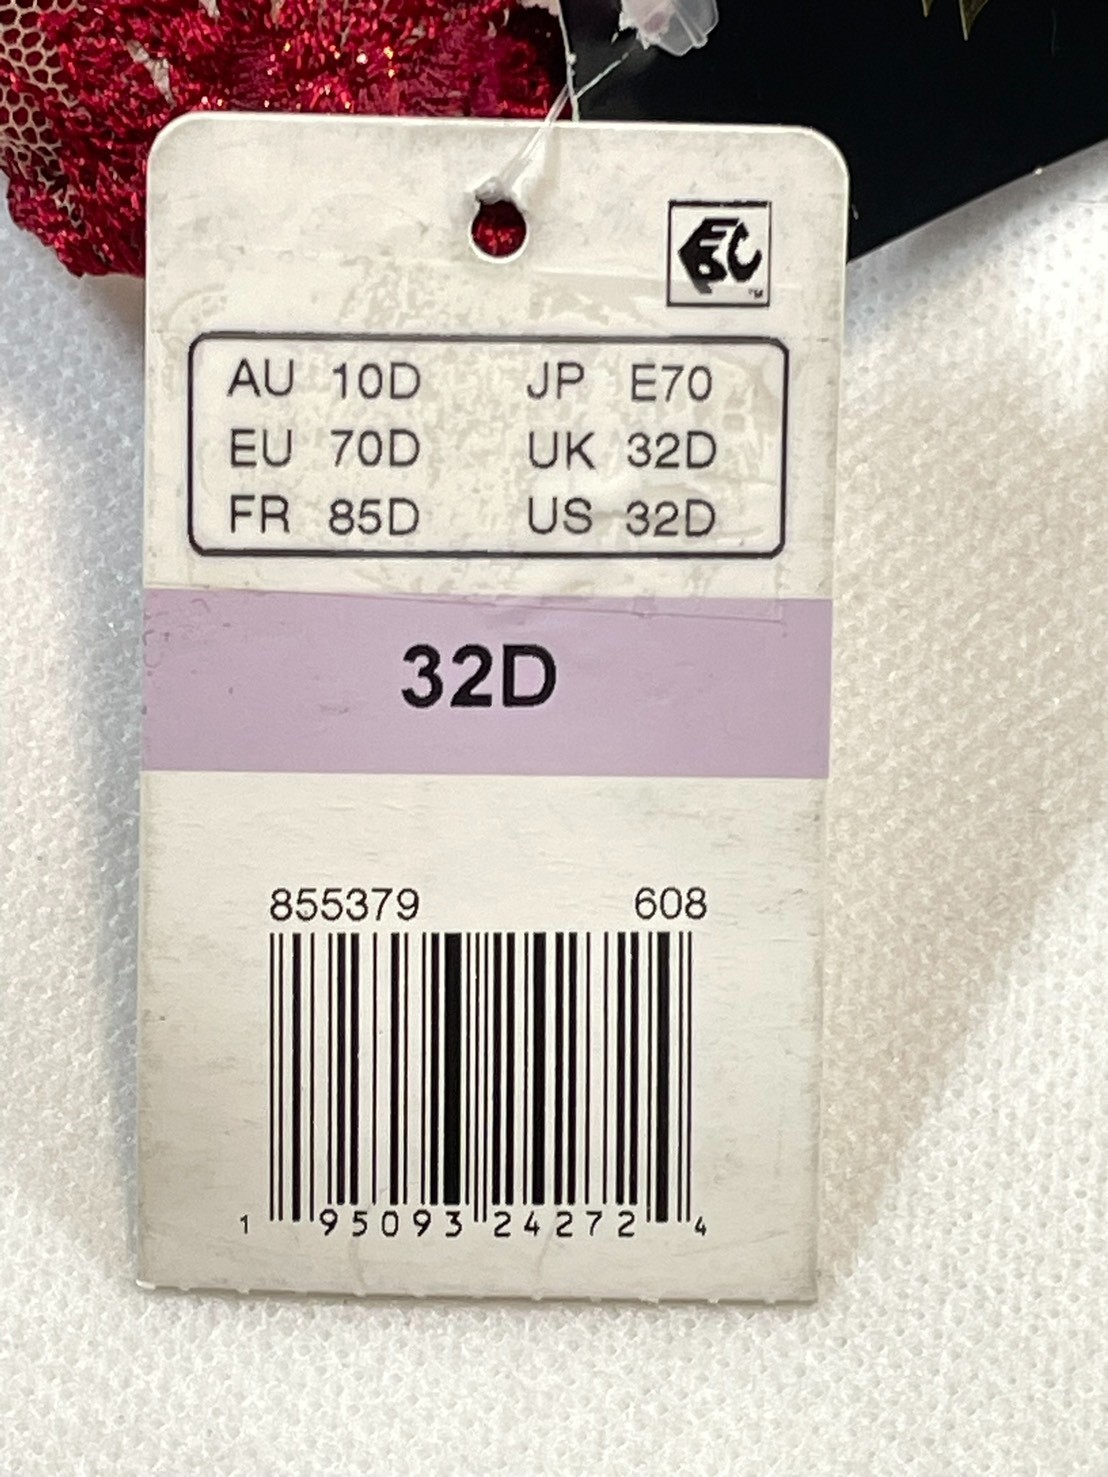 AU 10D JP E70
EU 70D UK 32D
FR 85D US 32D
32D
855379 608
1 95093 24272 4